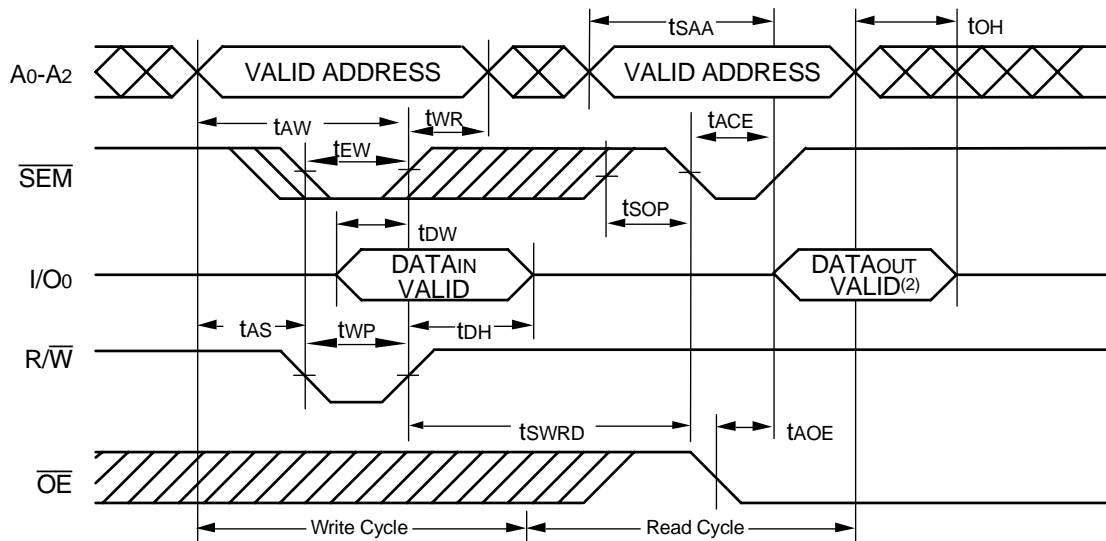 tSAA
tOH
A0-A2
VALID ADDRESS
VALID ADDRESS
tAW
tWR
tACE
tEW
SEM
tSOP
tDW
I/O0
DATAIN
VALID
DATAOUT
VALID(2)
tAS
tWP
tDH
R/W
tSWRD
tAOE
OE
Write Cycle
Read Cycle